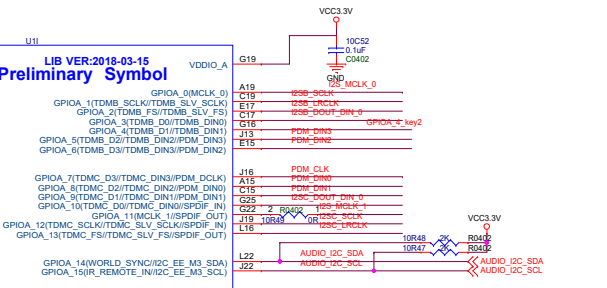 VCC3.3V
U1I
10C52
0.1uF
C0402
GND
LIB VER:2018-03-15
Preliminary Symbol
VDDIO_A
G19
GPIOA_0(MCLK_0)
A19
I2S_MCLK_0
GPIOA_1(TDMB_SCLK//TDMB_SLV_SCLK)
C19
I2SB_SCLK
GPIOA_2(TDMB_FS//TDMB_SLV_FS)
E17
I2SB_LRCLK
GPIOA_3(TDMB_D0//TDMB_DIN0)
C17
I2SB_DOUT_DIN_0
GPIOA_4(TDMB_D1//TDMB_DIN1)
G16
GPIOA_4_key2
GPIOA_5(TDMB_D2//TDMB_DIN2//PDM_DIN3)
J13
PDM_DIN3
GPIOA_6(TDMB_D3//TDMB_DIN3//PDM_DIN2)
E15
PDM_DIN2
GPIOA_7(TDMC_D3//TDMC_DIN3//PDM_DCLK)
J16
PDM_CLK
GPIOA_8(TDMC_D2//TDMC_DIN2//PDM_DIN0)
A15
PDM_DIN0
GPIOA_9(TDMC_D1//TDMC_DIN1//PDM_DIN1)
C15
PDM_DIN1
GPIOA_10(TDMC_D0//TDMC_DIN0//SPDIF_IN)
G25
I2SC_DOUT_DIN_0
GPIOA_11(MCLK_1//SPDIF_OUT)
G22
2
R0402
1
I2S_MCLK_1
GPIOA_12(TDMC_SCLK//TDMC_SLV_SCLK//SPDIF_IN)
J19
10R49
0R
I2SC_SCLK
GPIOA_13(TDMC_FS//TDMC_SLV_FS//SPDIF_OUT)
L16
I2SC_LRCLK
VCC3.3V
10R48
2K
R0402
10R47
2K
R0402
GPIOA_14(WORLD_SYNC//I2C_EE_M3_SDA)
L22
AUDIO_I2C_SDA
AUDIO_I2C_SDA
GPIOA_15(IR_REMOTE_IN//I2C_EE_M3_SCL)
J22
AUDIO_I2C_SCL
AUDIO_I2C_SCL